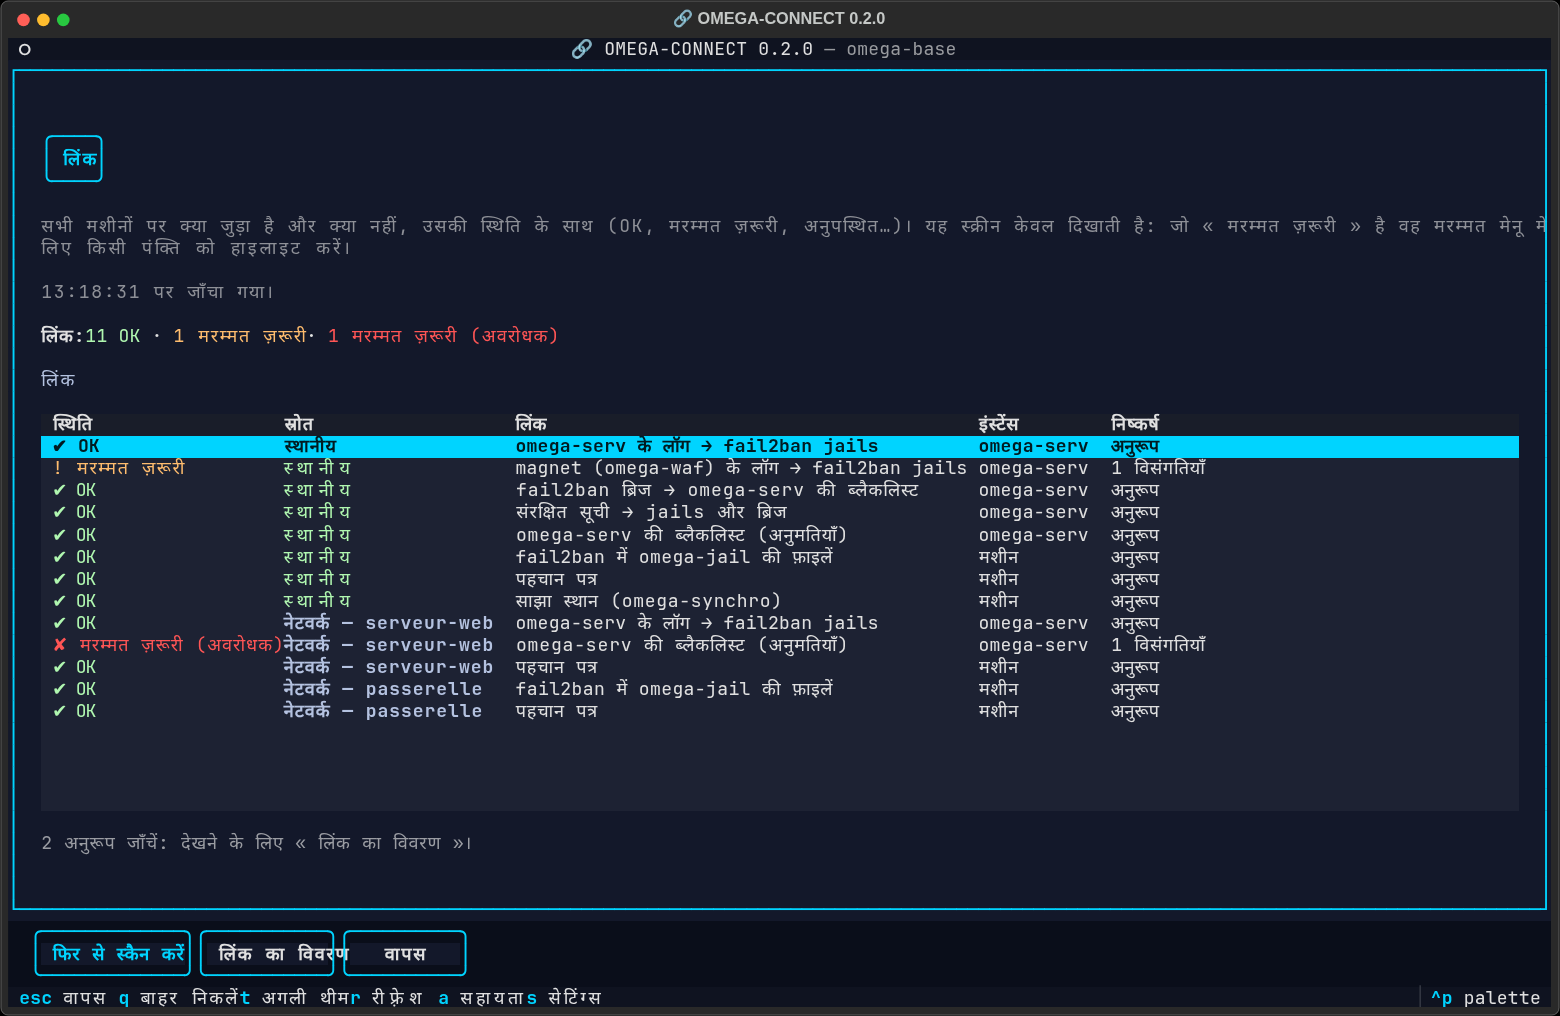 🔗 OMEGA-CONNECT 0.2.0
🔗 OMEGA-CONNECT 0.2.0 — omega-base
लिंक
सभी मशीनों पर क्या जुड़ा है और क्या नहीं, उसकी स्थिति के साथ (OK, मरम्मत ज़रूरी, अनुपस्थित…)। यह स्क्रीन केवल दिखाती है: जो « मरम्मत ज़रूरी » है वह मरम्मत मेनू में
लिए किसी पंक्ति को हाइलाइट करें।
13:18:31 पर जाँचा गया।
लिंक:11 OK · 1 मरम्मत ज़रूरी· 1 मरम्मत ज़रूरी (अवरोधक)
लिंक
स्थिति स्रोत लिंक इंस्टेंस निष्कर्ष
✔ OK स्थानीय omega-serv के लॉग → fail2ban jails omega-serv अनुरूप
! मरम्मत ज़रूरी स्थानीय magnet (omega-waf) के लॉग → fail2ban jails omega-serv 1 विसंगतियाँ
✔ OK स्थानीय fail2ban ब्रिज → omega-serv की ब्लैकलिस्ट omega-serv अनुरूप
✔ OK स्थानीय संरक्षित सूची → jails और ब्रिज omega-serv अनुरूप
✔ OK स्थानीय omega-serv की ब्लैकलिस्ट (अनुमतियाँ) omega-serv अनुरूप
✔ OK स्थानीय fail2ban में omega-jail की फ़ाइलें मशीन अनुरूप
✔ OK स्थानीय पहचान पत्र मशीन अनुरूप
✔ OK स्थानीय साझा स्थान (omega-synchro) मशीन अनुरूप
✔ OK नेटवर्क — serveur-web omega-serv के लॉग → fail2ban jails omega-serv अनुरूप
✘ मरम्मत ज़रूरी (अवरोधक) नेटवर्क — serveur-web omega-serv की ब्लैकलिस्ट (अनुमतियाँ) omega-serv 1 विसंगतियाँ
✔ OK नेटवर्क — serveur-web पहचान पत्र मशीन अनुरूप
✔ OK नेटवर्क — passerelle fail2ban में omega-jail की फ़ाइलें मशीन अनुरूप
✔ OK नेटवर्क — passerelle पहचान पत्र मशीन अनुरूप
2 अनुरूप जाँचें: देखने के लिए « लिंक का विवरण »।
फिर से स्कैन करें लिंक का विवरण वापस
esc वापस q बाहर निकलें t अगली थीम r रीफ़्रेश a सहायता s सेटिंग्स ^p palette